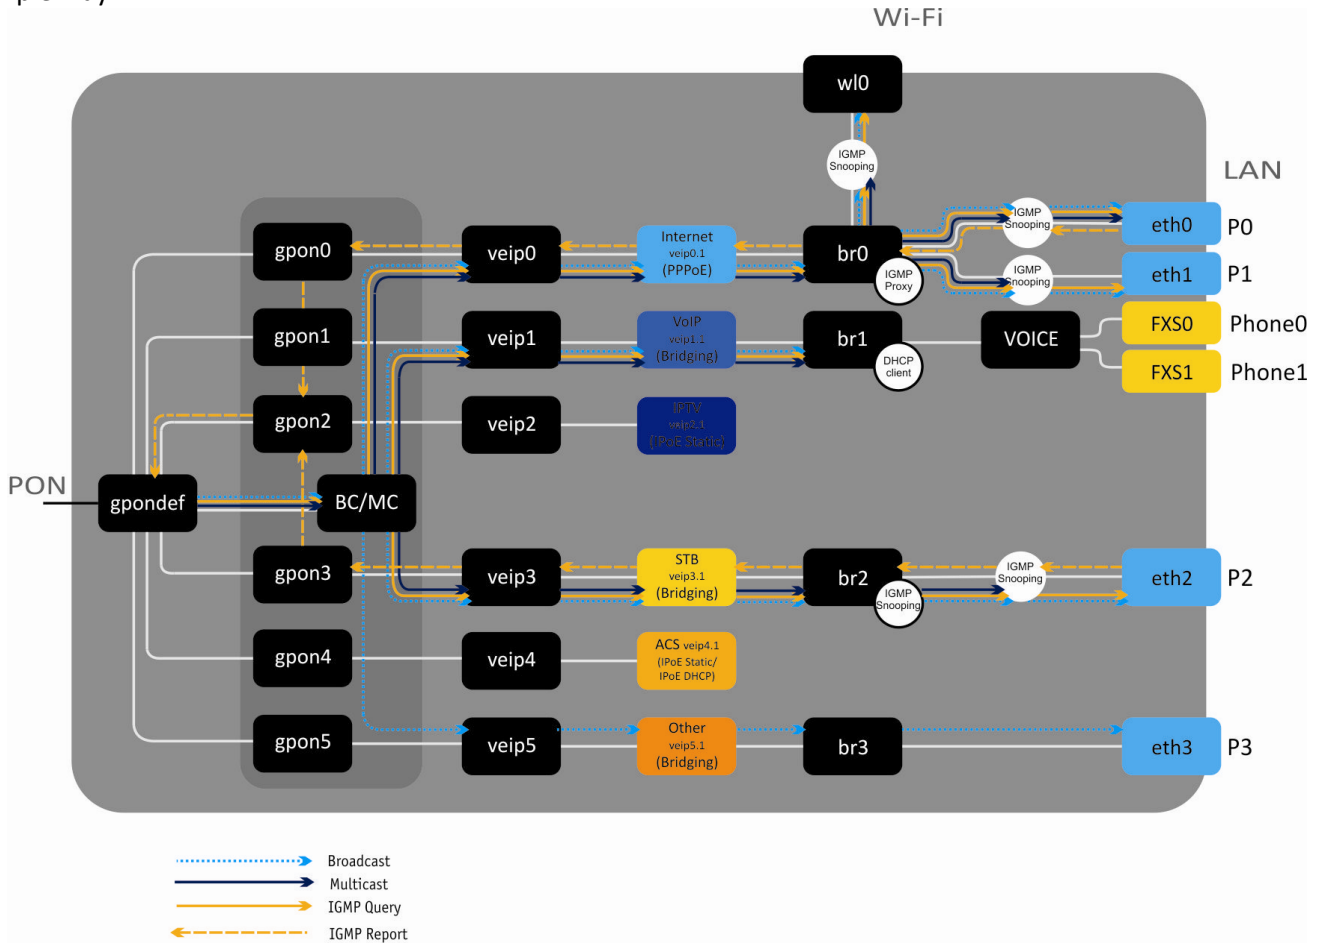 Wi-Fi
wl0
IGMP
Snooping
LAN
gpon0
veip0
Internet
veip0.1
(PPPoE)
br0
IGMP
Proxy
IGMP
Snooping
eth0
P0
IGMP
Snooping
eth1
P1
gpon1
veip1
VoIP
veip1.1
(Bridging)
br1
DHCP
client
VOICE
FXS0
Phone0
FXS1
Phone1
gpon2
veip2
IPTV
veip2.1
(IPoE Static)
PON
gpondef
BC/MC
gpon3
veip3
STB
veip3.1
(Bridging)
br2
IGMP
Snooping
IGMP
Snooping
eth2
P2
gpon4
veip4
ACS veip4.1
(IPoE Static/
IPoE DHCP)
gpon5
veip5
Other
veip5.1
(Bridging)
br3
eth3
P3
Broadcast
Multicast
IGMP Query
IGMP Report